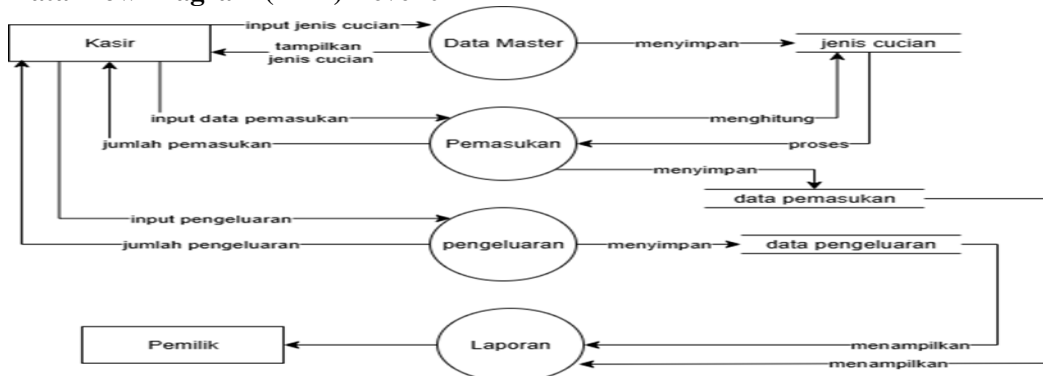 input jenis cucian
Kasir
Data Master
menyimpan
jenis cucian
tampilkan
jenis cucian
input data pemasukan
menghitung
jumlah pemasukan
Pemasukan
proses
menyimpan
data pemasukan
input pengeluaran
jumlah pengeluaran
pengeluaran
menyimpan
data pengeluaran
Pemilik
Laporan
menampilkan
menampilkan